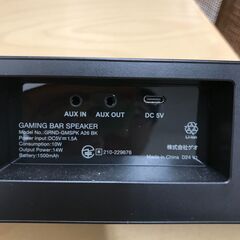 AUX IN AUX OUT DC 5V
GAMING BAR SPEAKER
Model No.:GRND-GMSPK A26 BK
Power input:DC5V⎓1.5A
Consumption:10W
Output Power:14W
Battery:1500mAh
R 210-229876
Li-ion
株式会社ゲオ
Made in China D24 V1